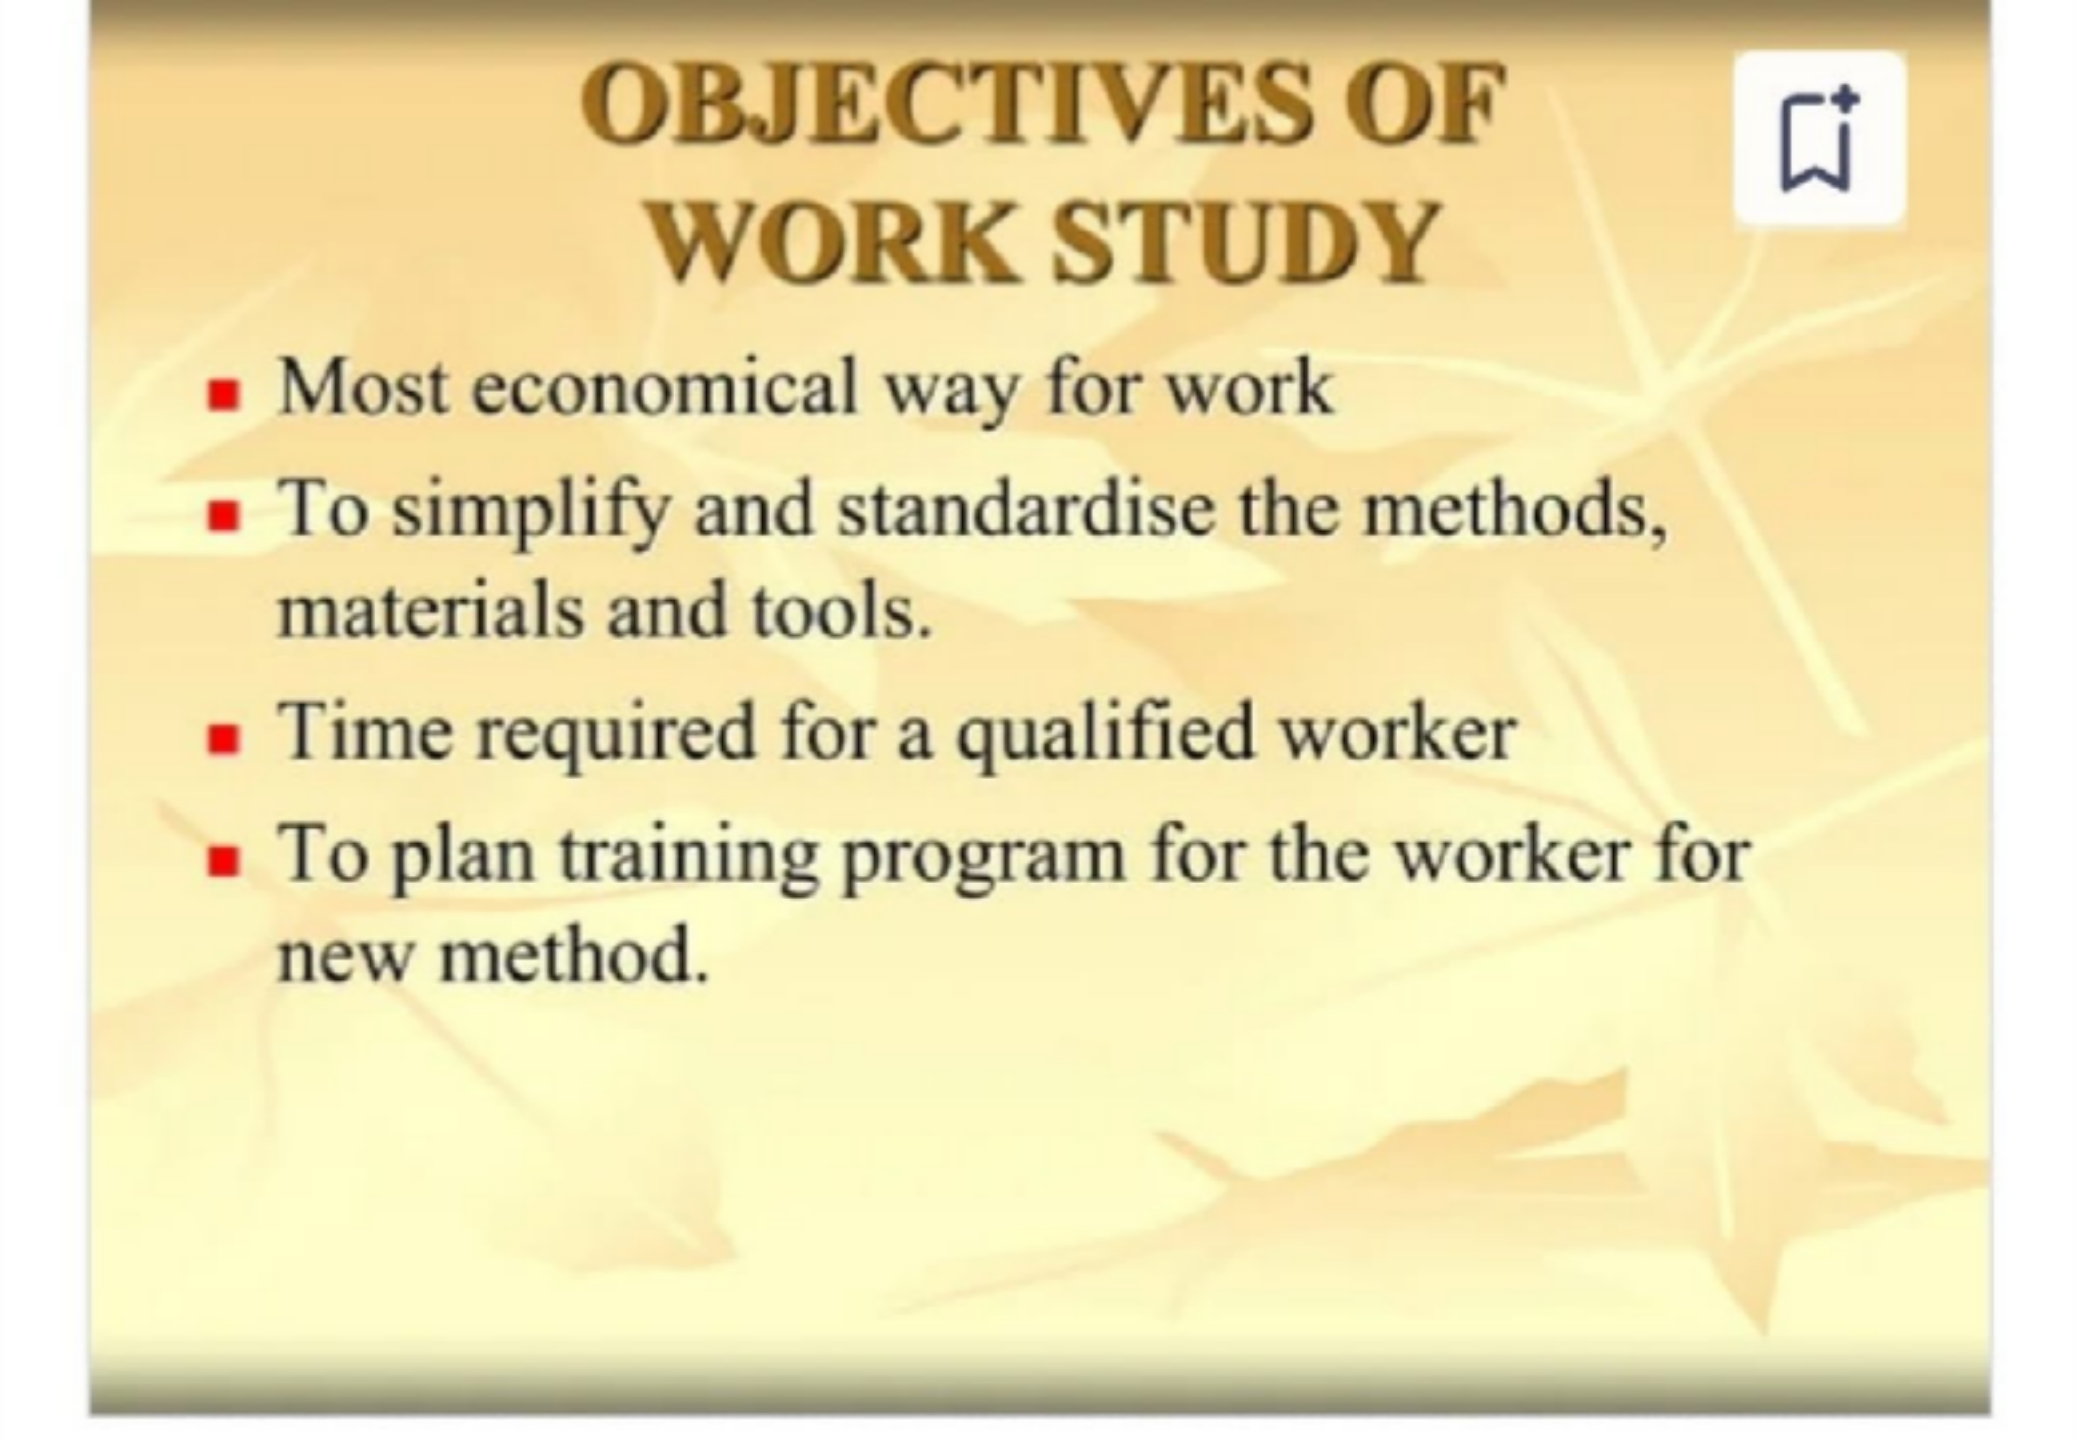 OBJECTIVES OF
WORK STUDY
Most economical way for work
To simplify and standardise the methods,
materials and tools.
Time required for a qualified worker
To plan training program for the worker for
new method.